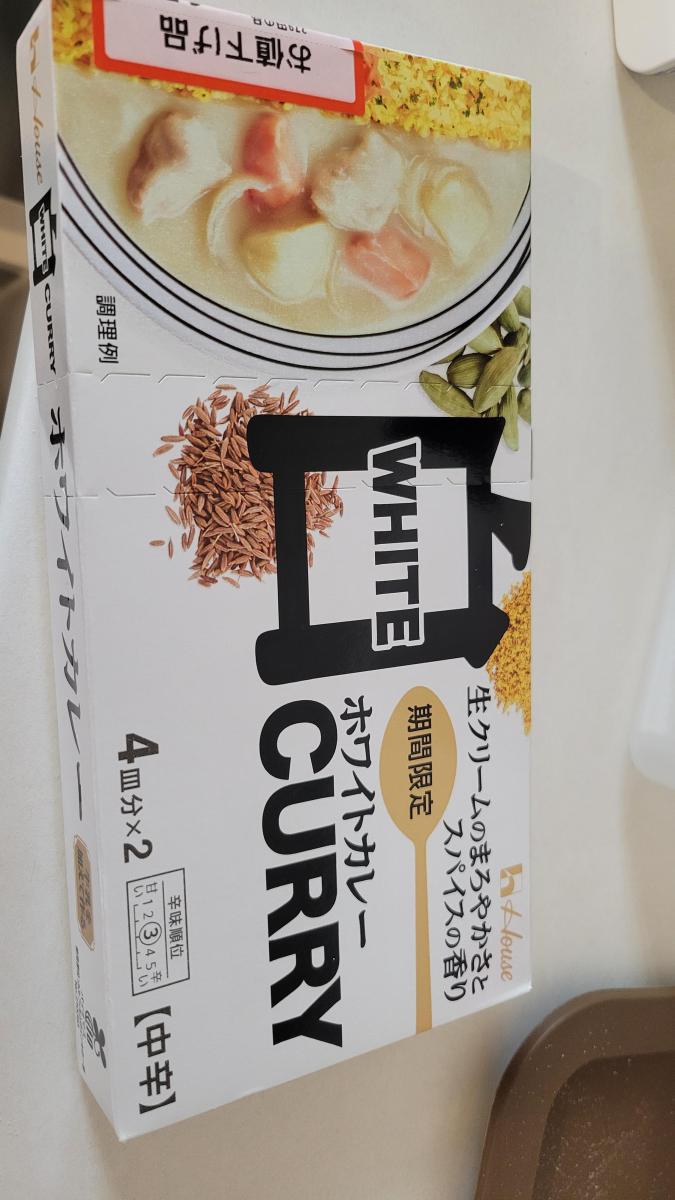 お値下げ品
House
生クリームのまろやかさと
スパイスの香り
期間限定
白
WHITE
ホワイトカレー
CURRY
調理例
4皿分×2
辛味順位
甘い 1 2 ③ 4 5 辛い
【中辛】
House
白
WHITE
CURRY
ホワイトカレー